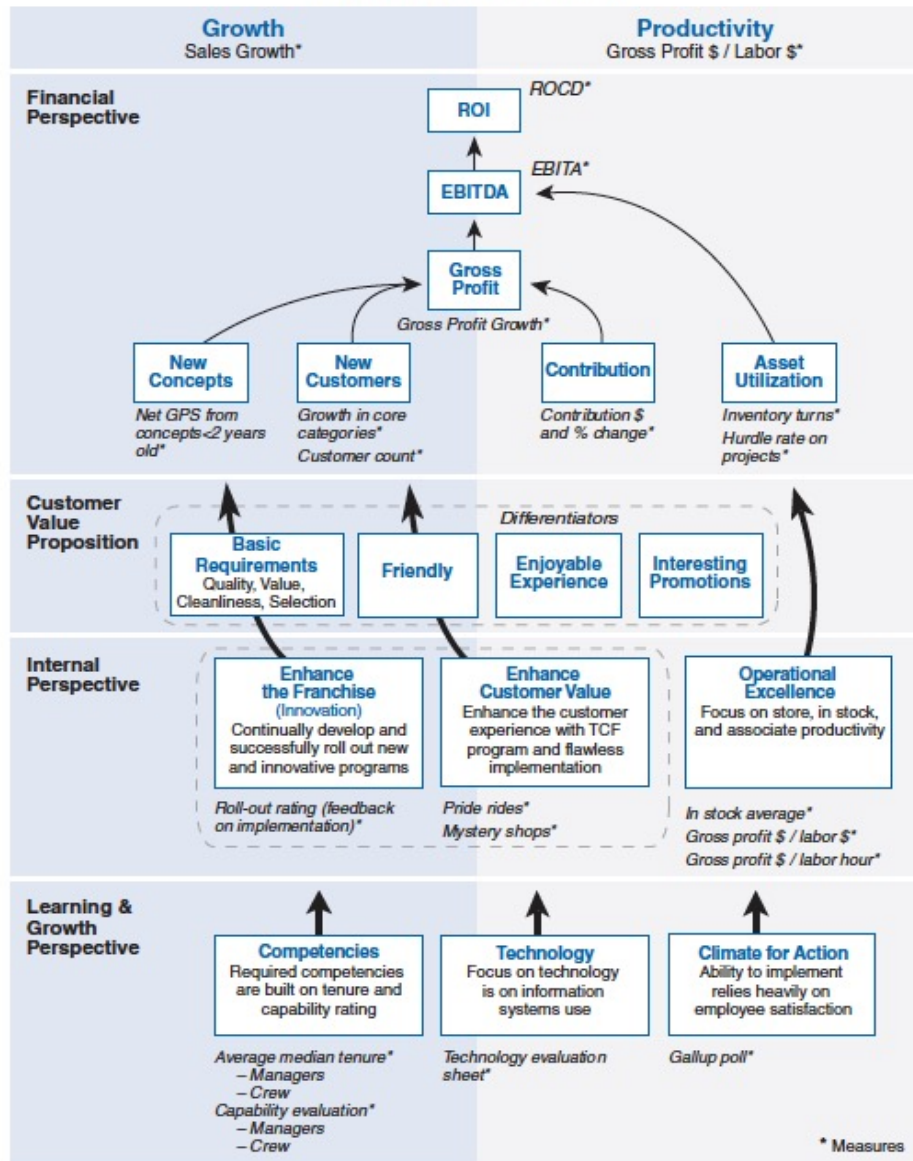 Growth
Sales Growth*
Productivity
Gross Profit $ / Labor $*
Financial
Perspective
ROCD*
ROI
EBITA*
EBITDA
Gross
Profit
Gross Profit Growth*
New
Concepts
New
Customers
Contribution
Asset
Utilization
Net GPS from
concepts<2 years
old*
Growth in core
categories*
Customer count*
Contribution $
and % change*
Inventory turns*
Hurdle rate on
projects*
Customer
Value
Proposition
Differentiators
Basic
Requirements
Quality, Value,
Cleanliness, Selection
Friendly
Enjoyable
Experience
Interesting
Promotions
Internal
Perspective
Enhance
the Franchise
(Innovation)
Continually develop and
successfully roll out new
and innovative programs
Enhance
Customer Value
Enhance the customer
experience with TCF
program and flawless
implementation
Operational
Excellence
Focus on store, in stock,
and associate productivity
Roll-out rating (feedback
on implementation)*
Pride rides*
Mystery shops*
In stock average*
Gross profit $ / labor $*
Gross profit $ / labor hour*
Learning &
Growth
Perspective
Competencies
Required competencies
are built on tenure and
capability rating
Technology
Focus on technology
is on information
systems use
Climate for Action
Ability to implement
relies heavily on
employee satisfaction
Average median tenure*
– Managers
– Crew
Capability evaluation*
– Managers
– Crew
Technology evaluation
sheet*
Gallup poll*
* Measures